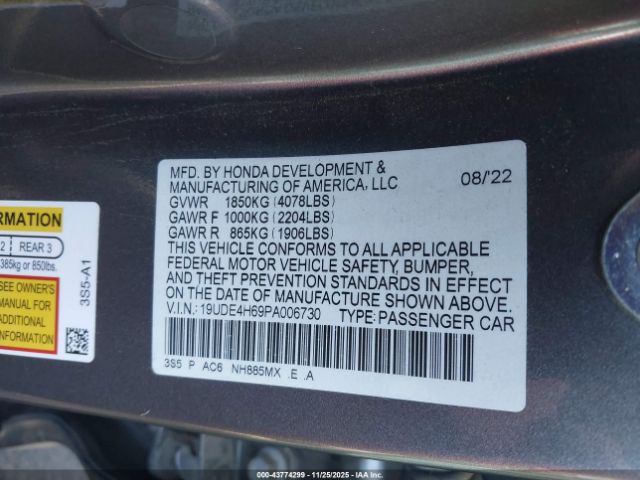 MFD. BY HONDA DEVELOPMENT &
MANUFACTURING OF AMERICA, LLC 08/'22
GVWR 1850KG (4078LBS)
GAWR F 1000KG (2204LBS)
GAWR R 865KG (1906LBS)
THIS VEHICLE CONFORMS TO ALL APPLICABLE
FEDERAL MOTOR VEHICLE SAFETY, BUMPER,
AND THEFT PREVENTION STANDARDS IN EFFECT
ON THE DATE OF MANUFACTURE SHOWN ABOVE.
V.I.N.: 19UDE4H69PA006730 TYPE: PASSENGER CAR
3S5 P AC6 NH885MX .E .A
RMATION
2 REAR 3
385kg or 850lbs.
SEE OWNER'S
MANUAL FOR
ADDITIONAL
INFORMATION
3S5-A1
000-43774299 - 11/25/2025 - IAAI.COM